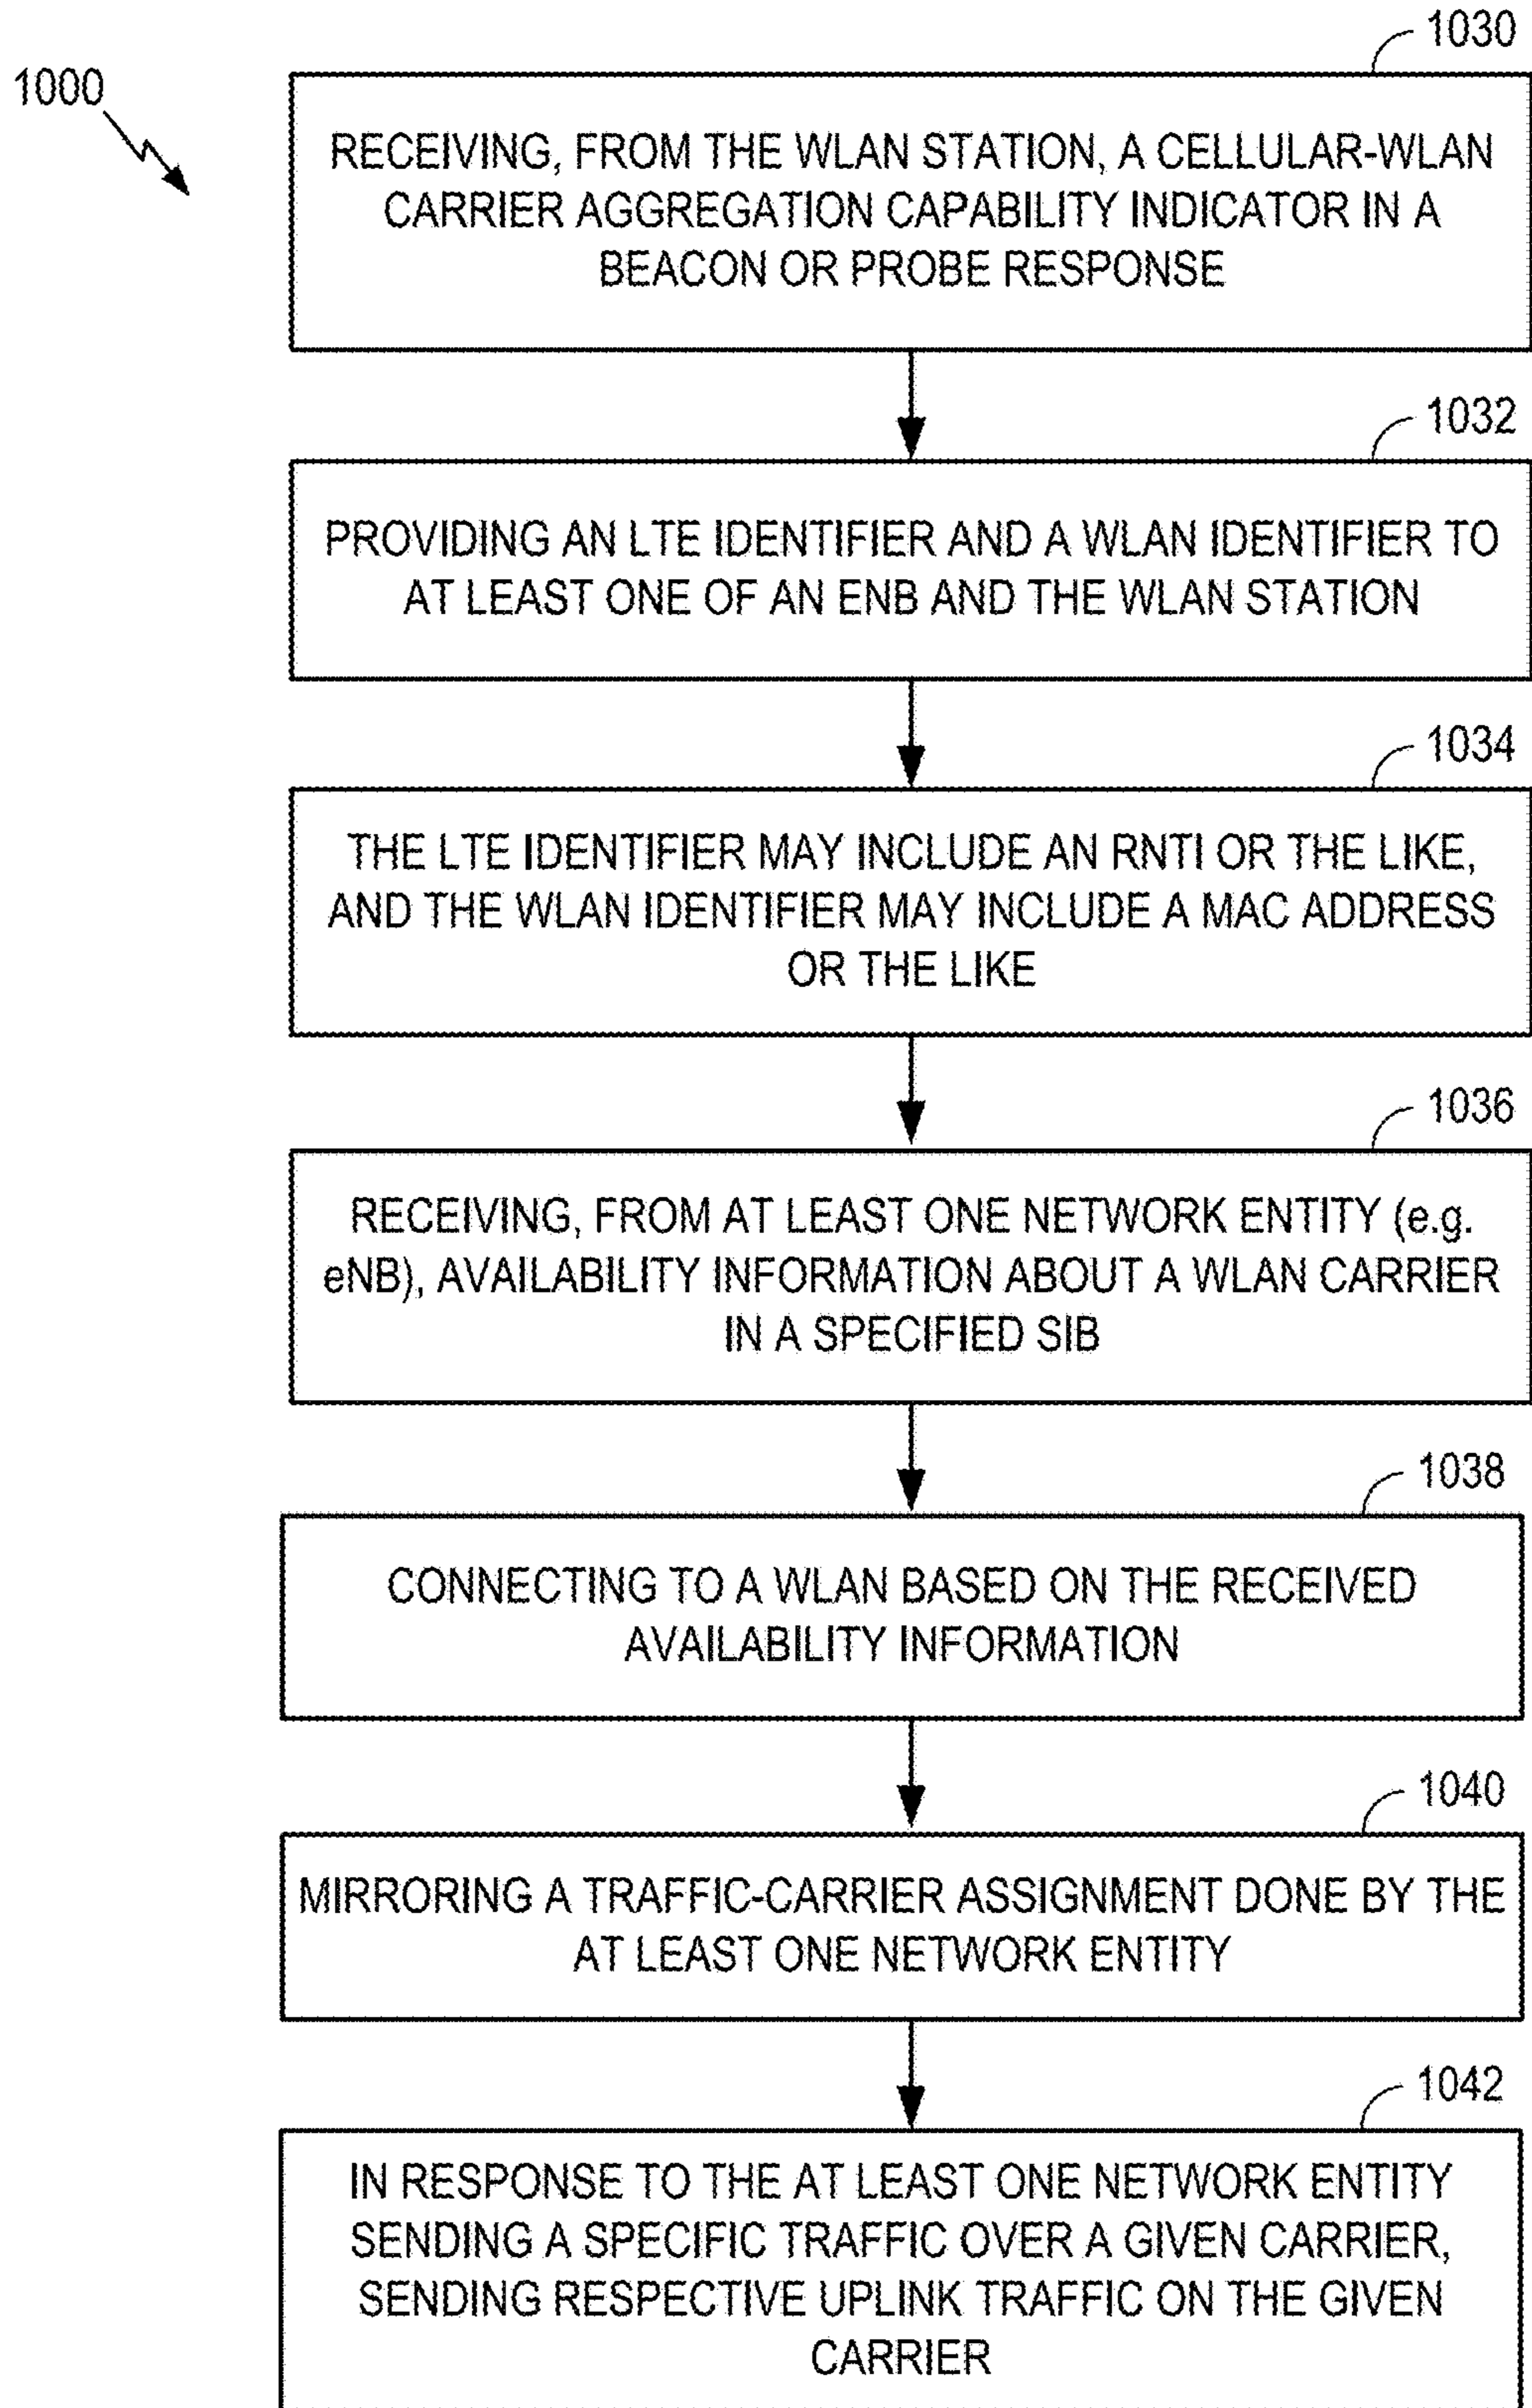 1000
1030
RECEIVING, FROM THE WLAN STATION, A CELLULAR-WLAN
CARRIER AGGREGATION CAPABILITY INDICATOR IN A
BEACON OR PROBE RESPONSE
1032
PROVIDING AN LTE IDENTIFIER AND A WLAN IDENTIFIER TO
AT LEAST ONE OF AN ENB AND THE WLAN STATION
1034
THE LTE IDENTIFIER MAY INCLUDE AN RNTI OR THE LIKE,
AND THE WLAN IDENTIFIER MAY INCLUDE A MAC ADDRESS
OR THE LIKE
1036
RECEIVING, FROM AT LEAST ONE NETWORK ENTITY (e.g.
eNB), AVAILABILITY INFORMATION ABOUT A WLAN CARRIER
IN A SPECIFIED SIB
1038
CONNECTING TO A WLAN BASED ON THE RECEIVED
AVAILABILITY INFORMATION
1040
MIRRORING A TRAFFIC-CARRIER ASSIGNMENT DONE BY THE
AT LEAST ONE NETWORK ENTITY
1042
IN RESPONSE TO THE AT LEAST ONE NETWORK ENTITY
SENDING A SPECIFIC TRAFFIC OVER A GIVEN CARRIER,
SENDING RESPECTIVE UPLINK TRAFFIC ON THE GIVEN
CARRIER